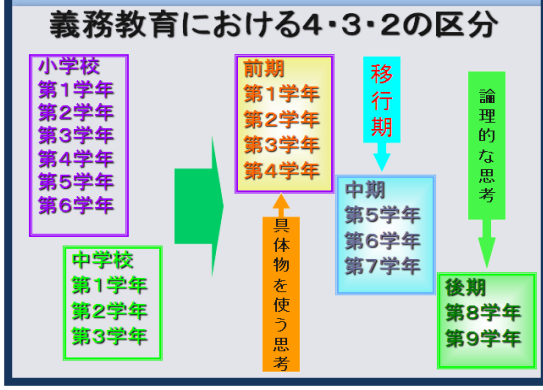 義務教育における4・3・2の区分
小学校
第1学年
第2学年
第3学年
第4学年
第5学年
第6学年
中学校
第1学年
第2学年
第3学年
前期
第1学年
第2学年
第3学年
第4学年
具体物を使う思考
移行期
中期
第5学年
第6学年
第7学年
論理的な思考
後期
第8学年
第9学年